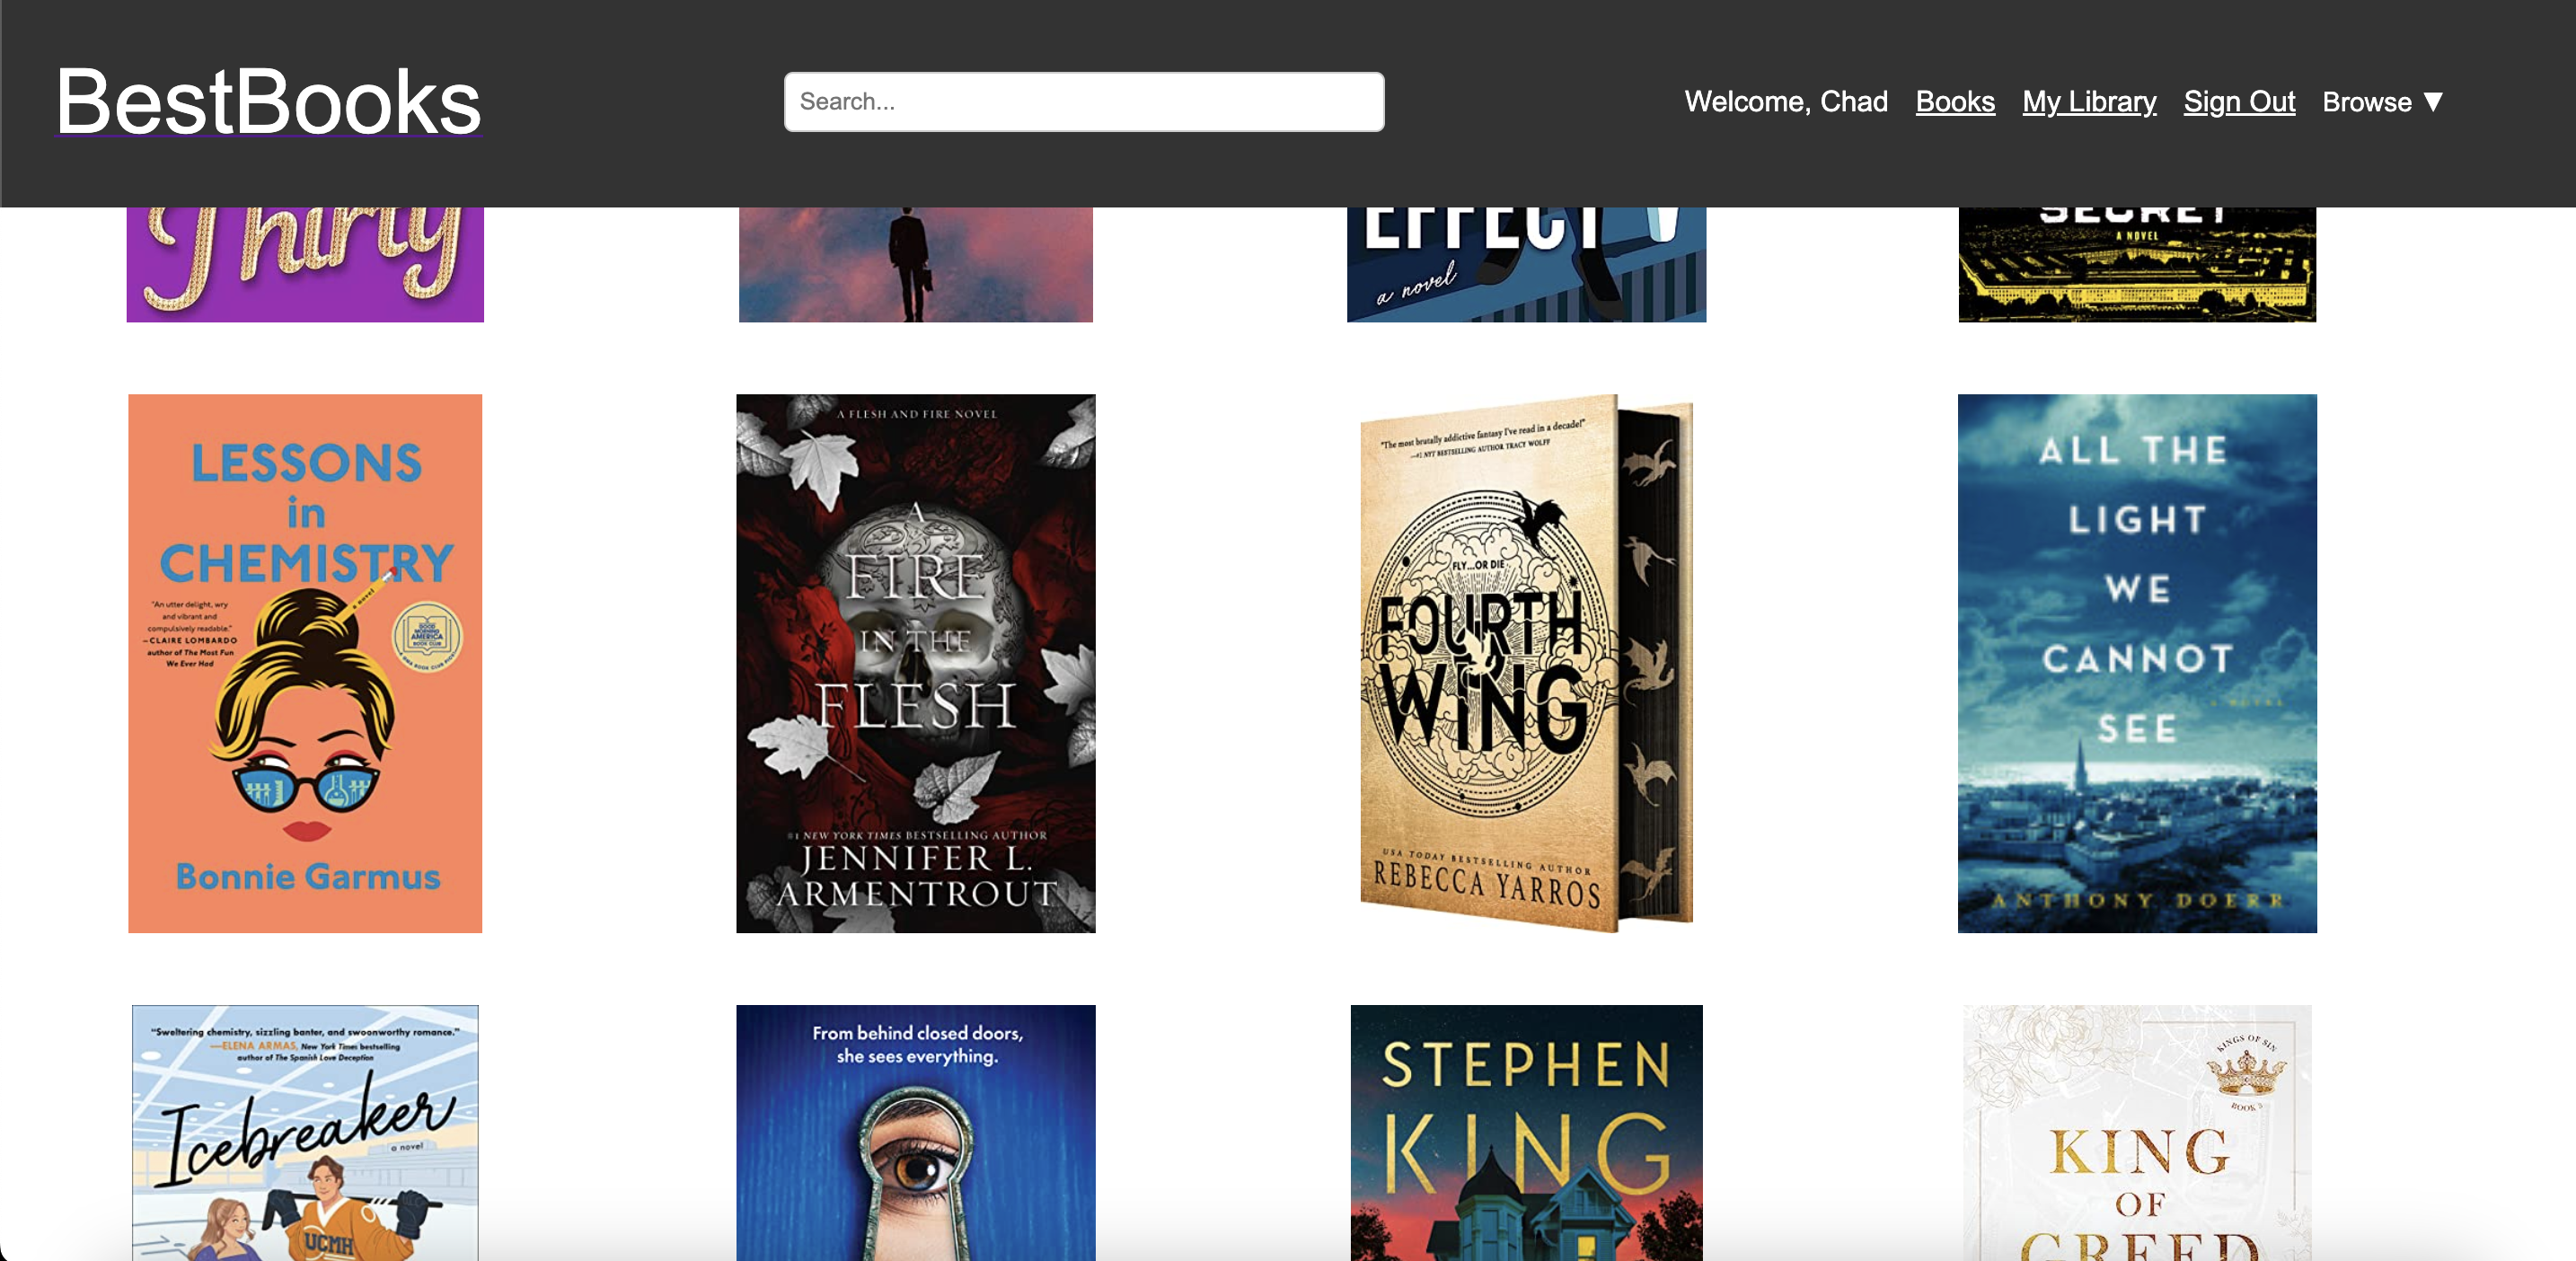 BestBooks
Search...
Welcome, Chad Books My Library Sign Out Browse ▼
Thirty
EFFECT
a novel
SECRET
A NOVEL
LESSONS
in
CHEMISTRY
a novel
"An utter delight, wry
and vibrant and
compulsively readable."
—CLAIRE LOMBARDO
author of The Most Fun
We Ever Had
GOOD
MORNING
AMERICA
BOOK CLUB
Bonnie Garmus
A FLESH AND FIRE NOVEL
A
FIRE
IN THE
FLESH
#1 NEW YORK TIMES BESTSELLING AUTHOR
JENNIFER L.
ARMENTROUT
"The most brutally addictive fantasy I've read in a decade!"
—#1 NYT BESTSELLING AUTHOR TRACY WOLFF
FLY...OR DIE
FOURTH
WING
USA TODAY BESTSELLING AUTHOR
REBECCA YARROS
ALL THE
LIGHT
WE
CANNOT
SEE
A NOVEL
ANTHONY DOERR
"Sweltering chemistry, sizzling banter, and swoonworthy romance."
—ELENA ARMAS, New York Times bestselling
author of The Spanish Love Deception
Icebreaker
a novel
UCMH
From behind closed doors,
she sees everything.
STEPHEN
KING
KINGS OF SIN
BOOK 3
KING
OF
GREED